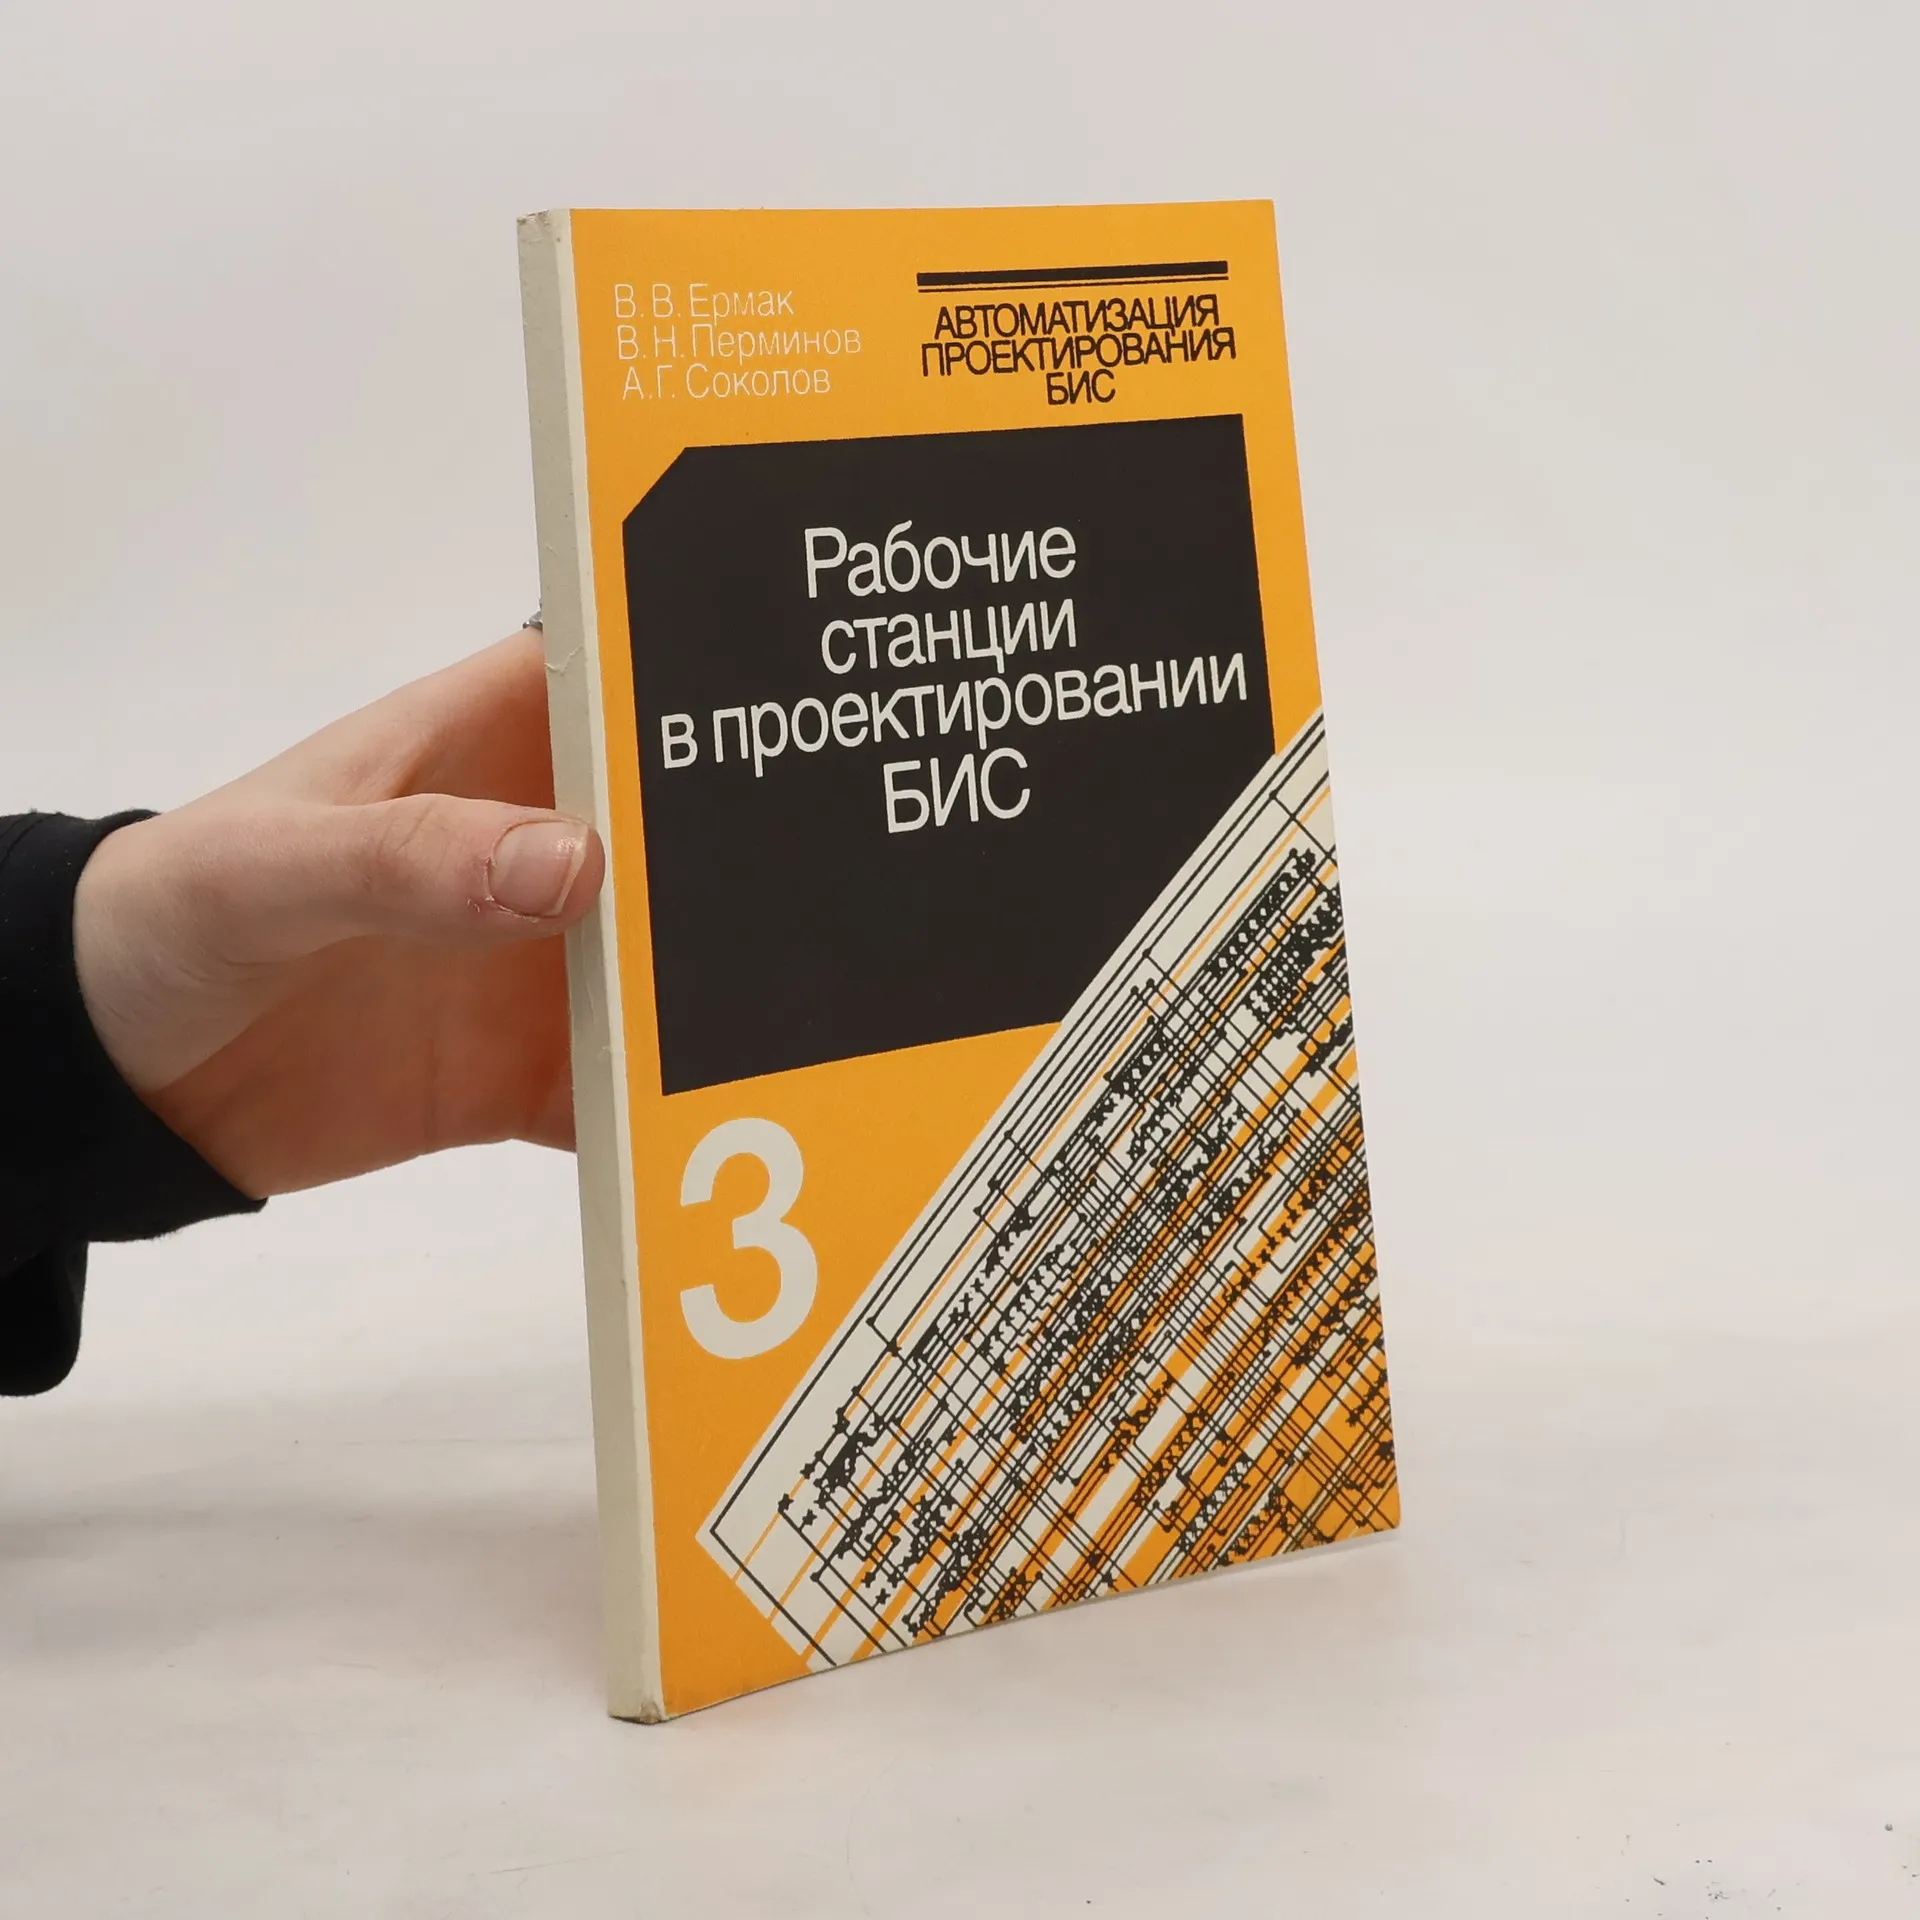 В. В. Ермак
В. Н. Перминов
А. Г. Соколов
АВТОМАТИЗАЦИЯ
ПРОЕКТИРОВАНИЯ
БИС
Рабочие
станции
в проектировании
БИС
3